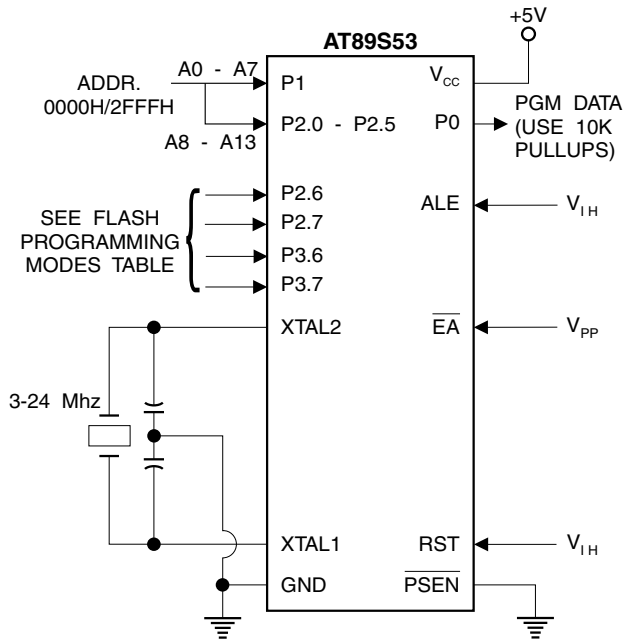 +5V
AT89S53
ADDR.
0000H/2FFFH
A0 - A7
A8 - A13
P1
P2.0 - P2.5
VCC
P0
PGM DATA
(USE 10K
PULLUPS)
SEE FLASH
PROGRAMMING
MODES TABLE
P2.6
P2.7
P3.6
P3.7
ALE
VIH
XTAL2
EA
VPP
3-24 Mhz
XTAL1
RST
VIH
GND
PSEN